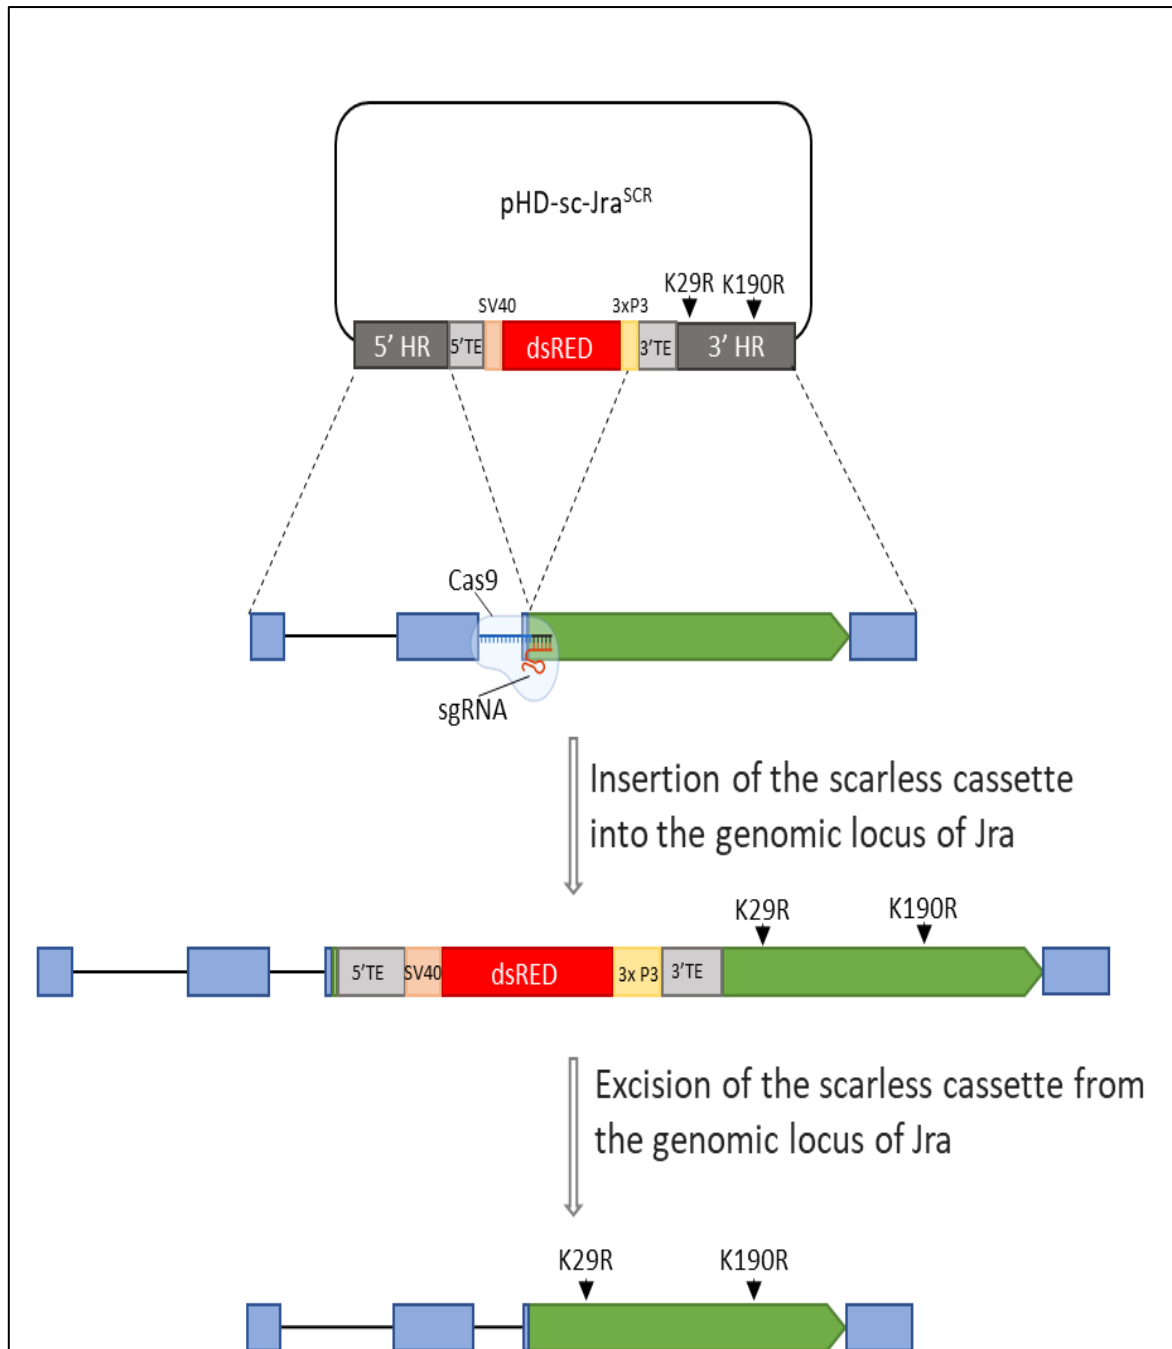 pHD-sc-Jra^SCR
K29R K190R
SV40 3xP3
5' HR 5'TE dsRED 3'TE 3' HR
Cas9
sgRNA
Insertion of the scarless cassette
into the genomic locus of Jra
K29R K190R
5'TE SV40 dsRED 3x P3 3'TE
Excision of the scarless cassette from
the genomic locus of Jra
K29R K190R